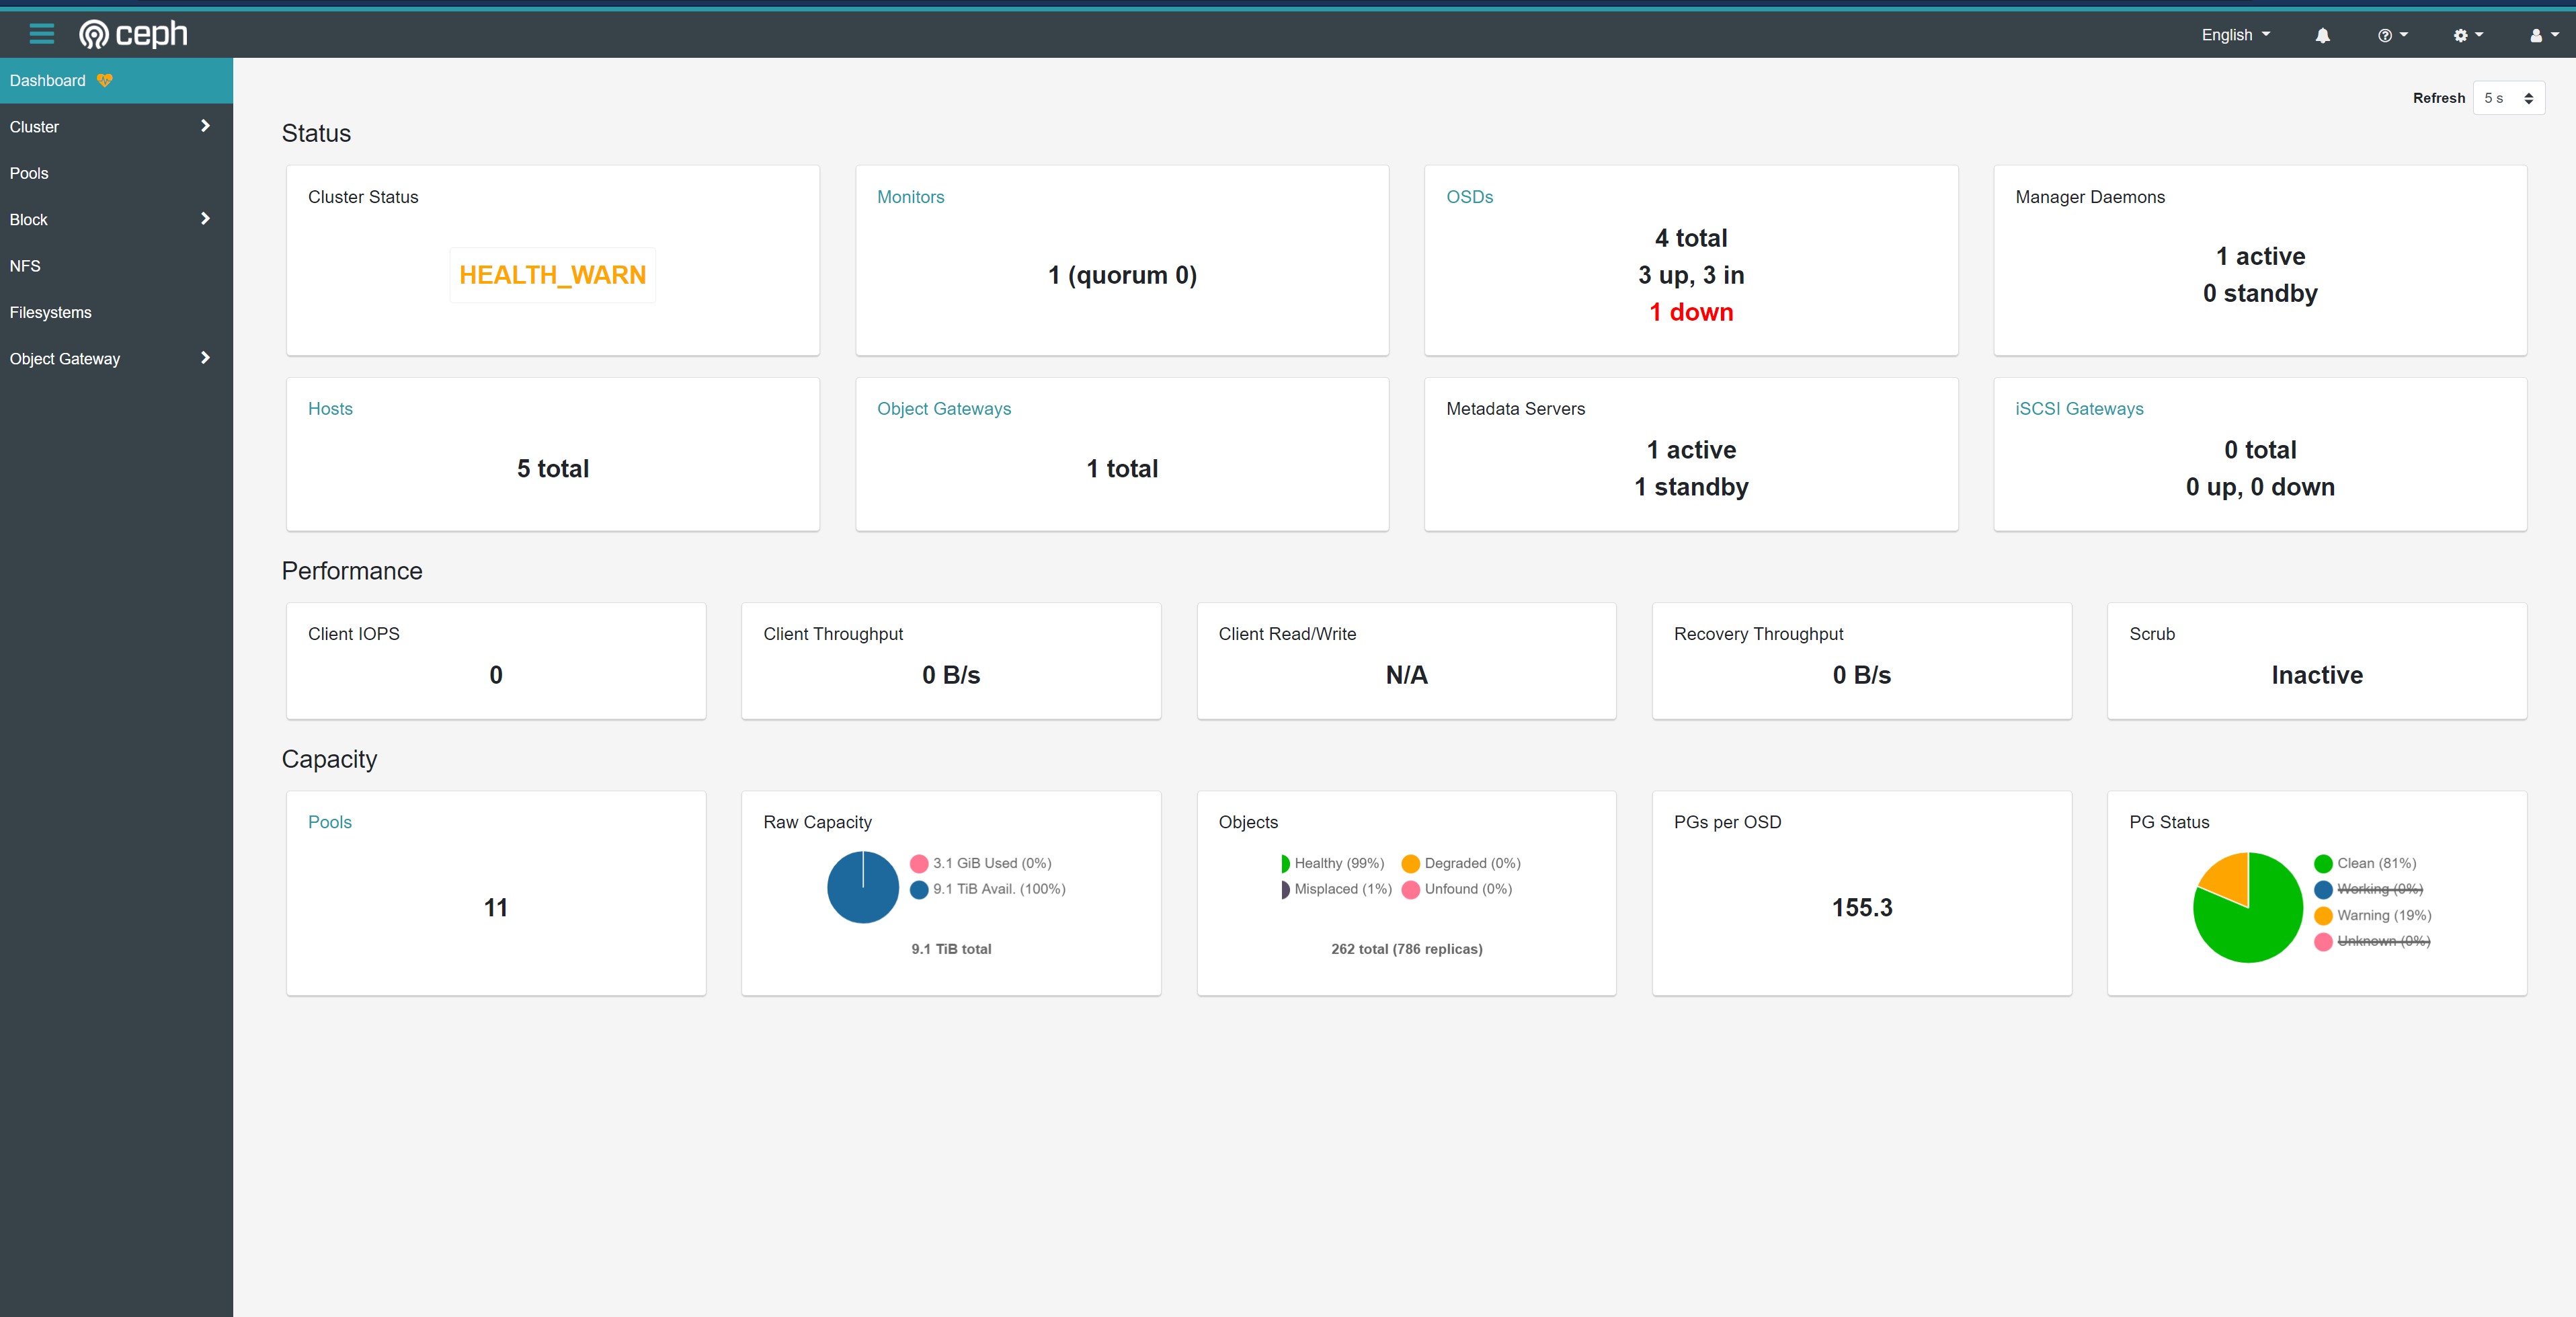 ceph
English
Dashboard
Cluster
Pools
Block
NFS
Filesystems
Object Gateway
Refresh 5 s
Status
Cluster Status
HEALTH_WARN
Monitors
1 (quorum 0)
OSDs
4 total
3 up, 3 in
1 down
Manager Daemons
1 active
0 standby
Hosts
5 total
Object Gateways
1 total
Metadata Servers
1 active
1 standby
iSCSI Gateways
0 total
0 up, 0 down
Performance
Client IOPS
0
Client Throughput
0 B/s
Client Read/Write
N/A
Recovery Throughput
0 B/s
Scrub
Inactive
Capacity
Pools
11
Raw Capacity
3.1 GiB Used (0%)
9.1 TiB Avail. (100%)
9.1 TiB total
Objects
Healthy (99%) Degraded (0%)
Misplaced (1%) Unfound (0%)
262 total (786 replicas)
PGs per OSD
155.3
PG Status
Clean (81%)
Working (0%)
Warning (19%)
Unknown (0%)